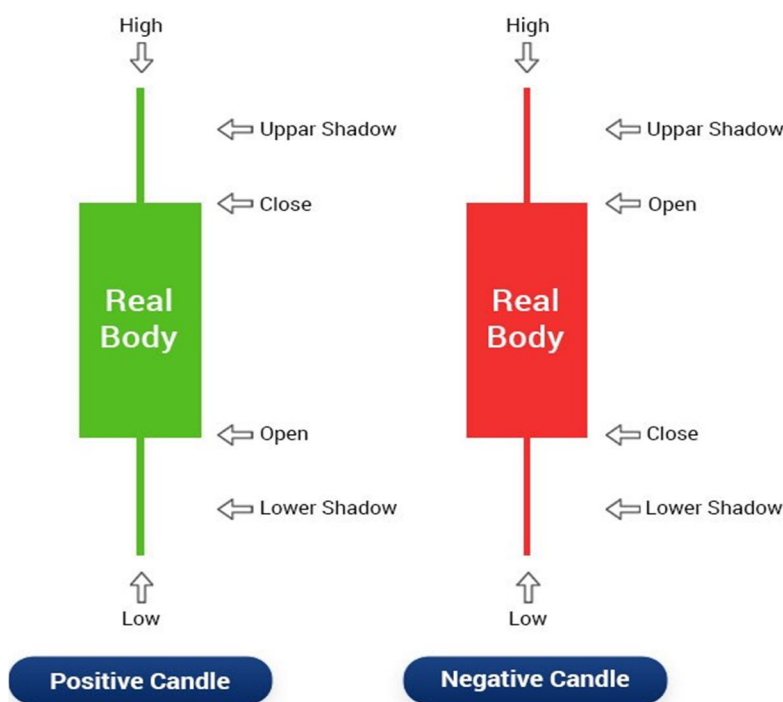 High
High
Uppar Shadow
Uppar Shadow
Close
Open
Real
Body
Real
Body
Open
Close
Lower Shadow
Lower Shadow
Low
Low
Positive Candle
Negative Candle